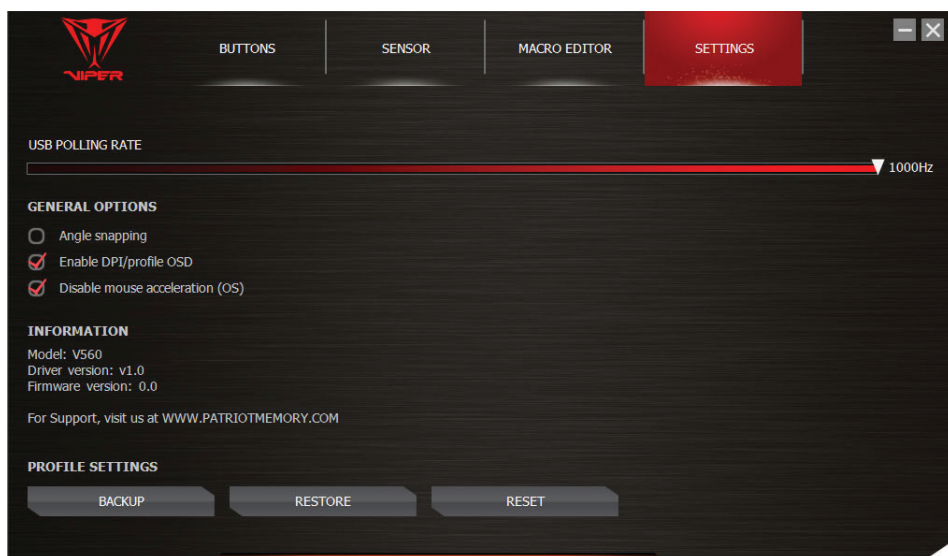 VIPER
BUTTONS
SENSOR
MACRO EDITOR
SETTINGS
USB POLLING RATE
1000Hz
GENERAL OPTIONS
Angle snapping
Enable DPI/profile OSD
Disable mouse acceleration (OS)
INFORMATION
Model: V560
Driver version: v1.0
Firmware version: 0.0
For Support, visit us at WWW.PATRIOTMEMORY.COM
PROFILE SETTINGS
BACKUP
RESTORE
RESET